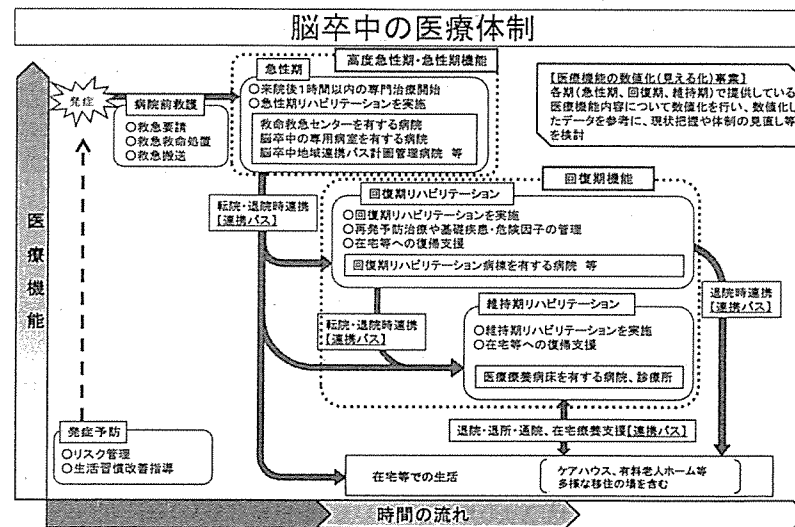 脳卒中の医療体制
高度急性期・急性期機能
急性期
○来院後1時間以内の専門治療開始
○急性期リハビリテーションを実施
救命救急センターを有する病院
脳卒中の専用病室を有する病院
脳卒中地域連携パス計画管理病院 等
発症
病院前救護
○救急要請
○救急救命処置
○救急搬送
【医療機能の数値化(見える化)事業】
各期(急性期、回復期、維持期)で提供している
医療機能内容について数値化を行い、数値化し
たデータを参考に、現状把握や体制の見直し等
を検討
回復期機能
転院・退院時連携
【連携パス】
回復期リハビリテーション
○回復期リハビリテーションを実施
○再発予防治療や基礎疾患・危険因子の管理
○在宅等への復帰支援
回復期リハビリテーション病棟を有する病院 等
医療機能
退院時連携
【連携パス】
転院・退院時連携
【連携パス】
維持期リハビリテーション
○維持期リハビリテーションを実施
○在宅等への復帰支援
医療療養病床を有する病院、診療所
発症予防
○リスク管理
○生活習慣改善指導
退院・退所・通院、在宅療養支援【連携パス】
在宅等での生活
ケアハウス、有料老人ホーム等
多様な移住の場を含む
時間の流れ